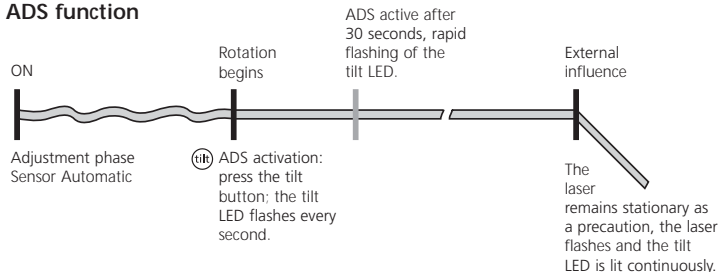 ADS function
ON
Rotation
begins
ADS active after
30 seconds, rapid
flashing of the
tilt LED.
External
influence
Adjustment phase
Sensor Automatic
tilt
ADS activation:
press the tilt
button; the tilt
LED flashes every
second.
The
laser
remains stationary as
a precaution, the laser
flashes and the tilt
LED is lit continuously.